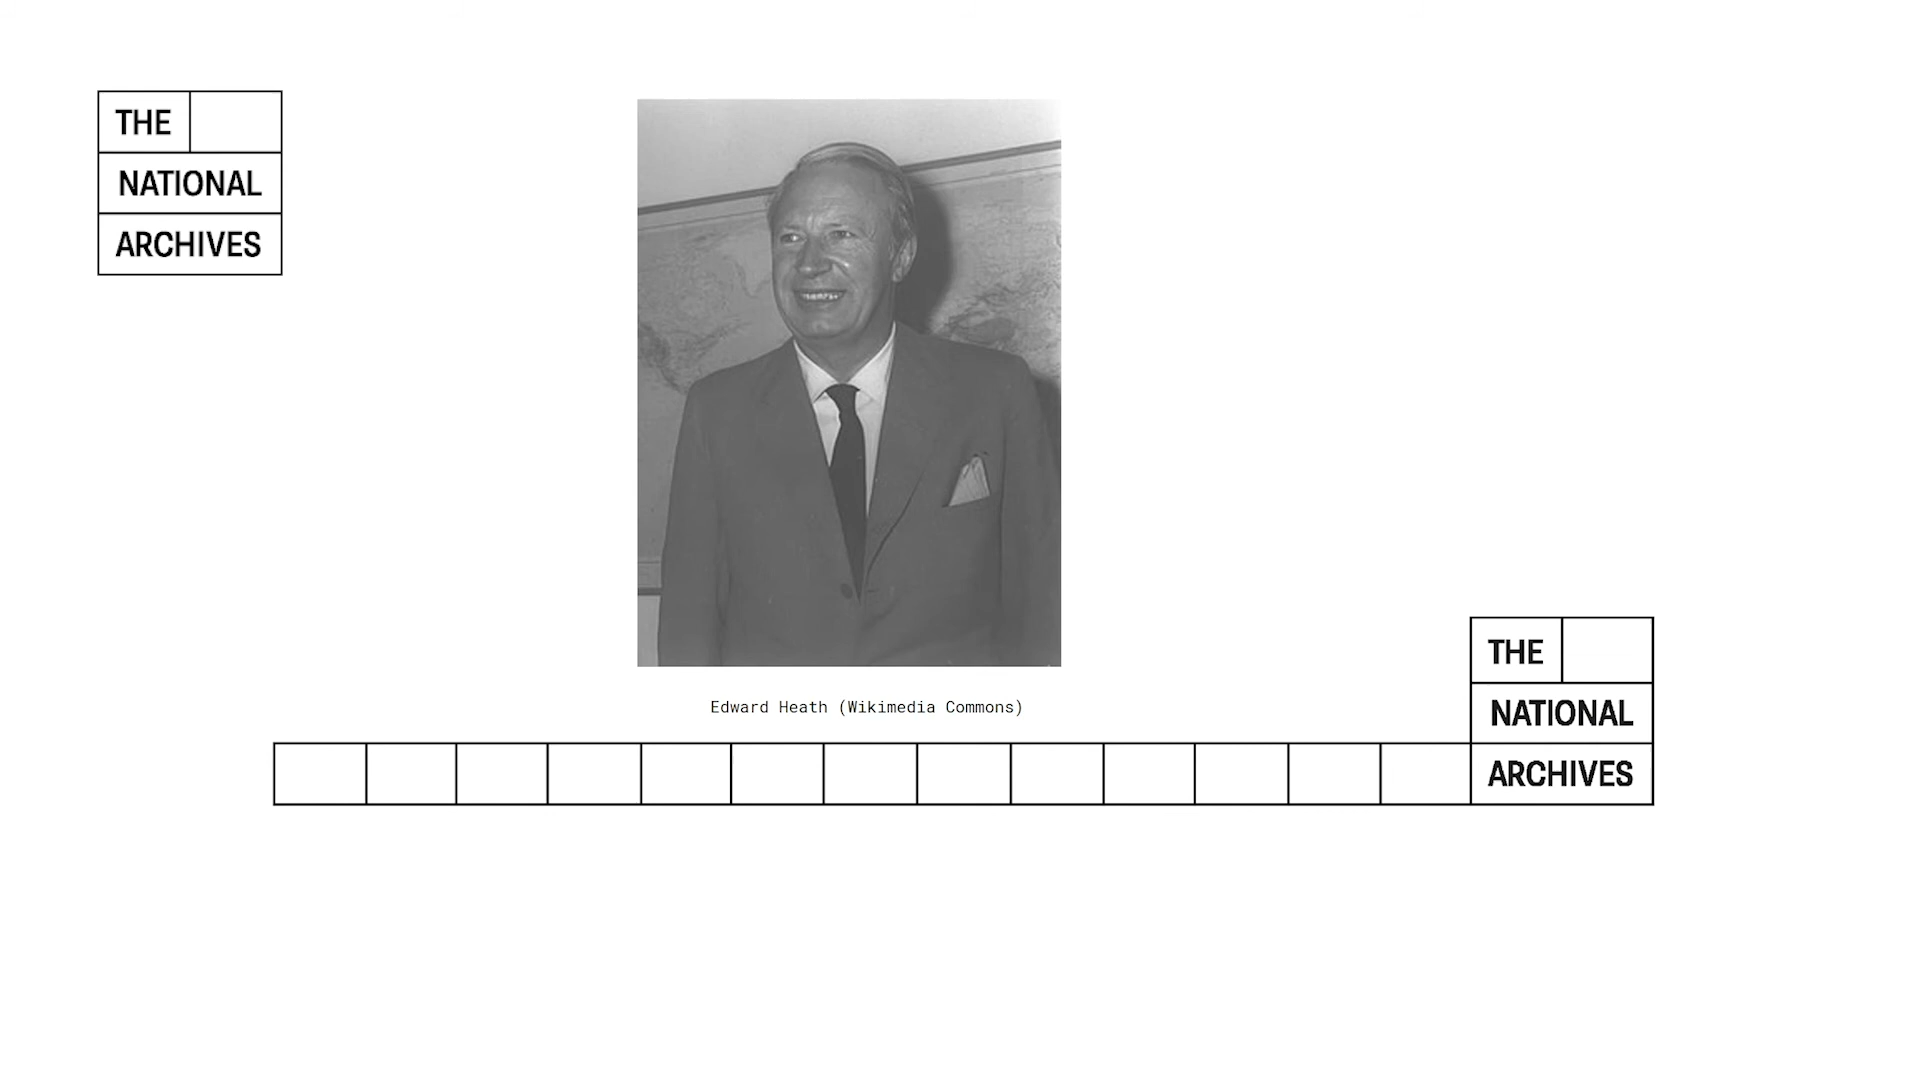 THE
NATIONAL
ARCHIVES
Edward Heath (Wikimedia Commons)
THE
NATIONAL
ARCHIVES